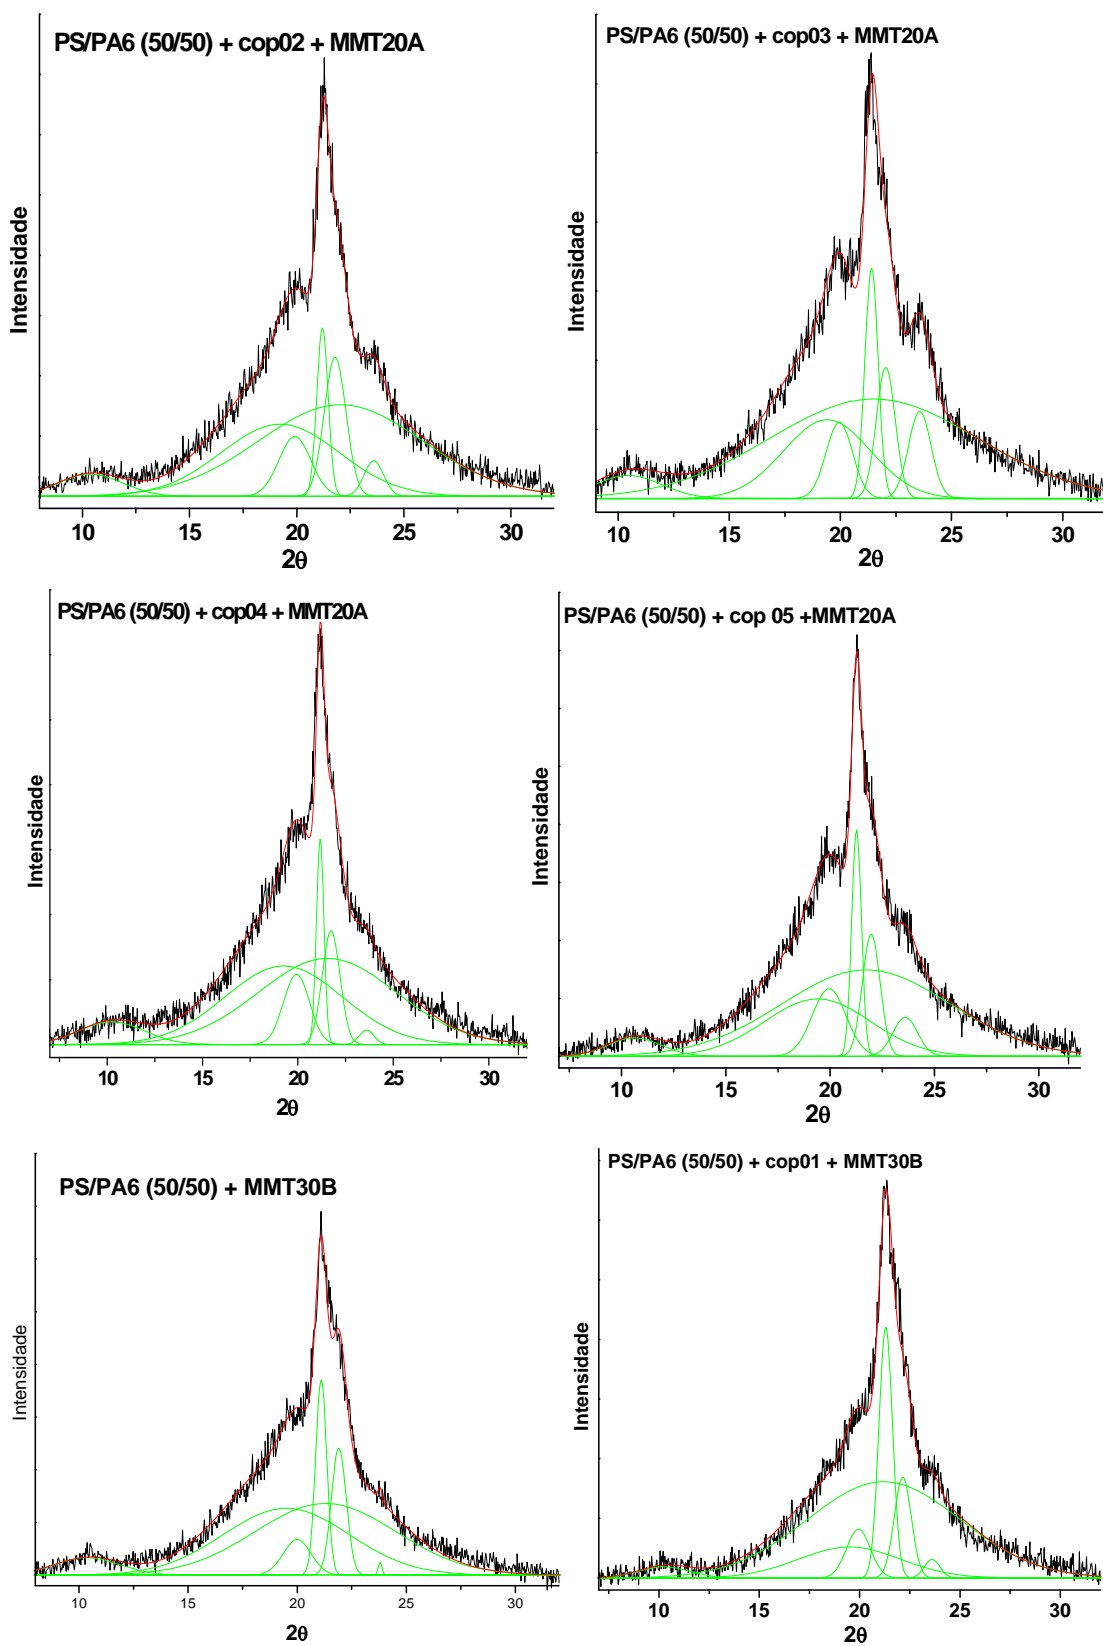 PS/PA6 (50/50) + cop02 + MMT20A
Intensidade
10 15 20 25 30
2θ
PS/PA6 (50/50) + cop03 + MMT20A
Intensidade
10 15 20 25 30
2θ
PS/PA6 (50/50) + cop04 + MMT20A
Intensidade
10 15 20 25 30
2θ
PS/PA6 (50/50) + cop 05 +MMT20A
Intensidade
10 15 20 25 30
2θ
PS/PA6 (50/50) + MMT30B
Intensidade
10 15 20 25 30
2θ
PS/PA6 (50/50) + cop01 + MMT30B
Intensidade
10 15 20 25 30
2θ